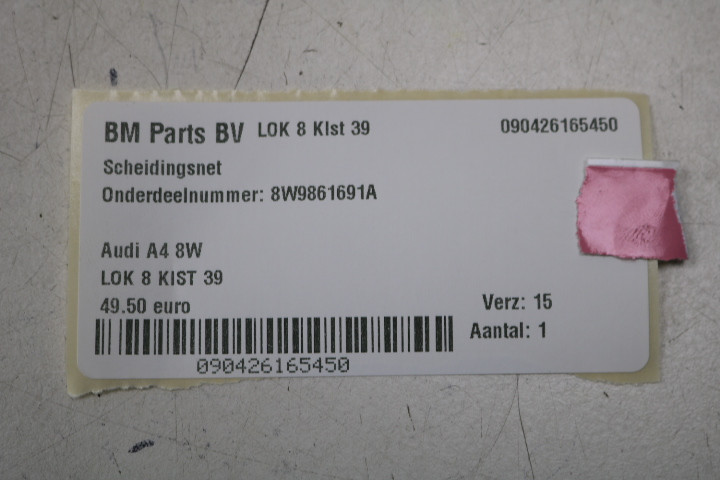 BM Parts BV LOK 8 Klst 39 090426165450
Scheidingsnet
Onderdeelnummer: 8W9861691A
Audi A4 8W
LOK 8 KIST 39
49.50 euro
Verz: 15
Aantal: 1
090426165450